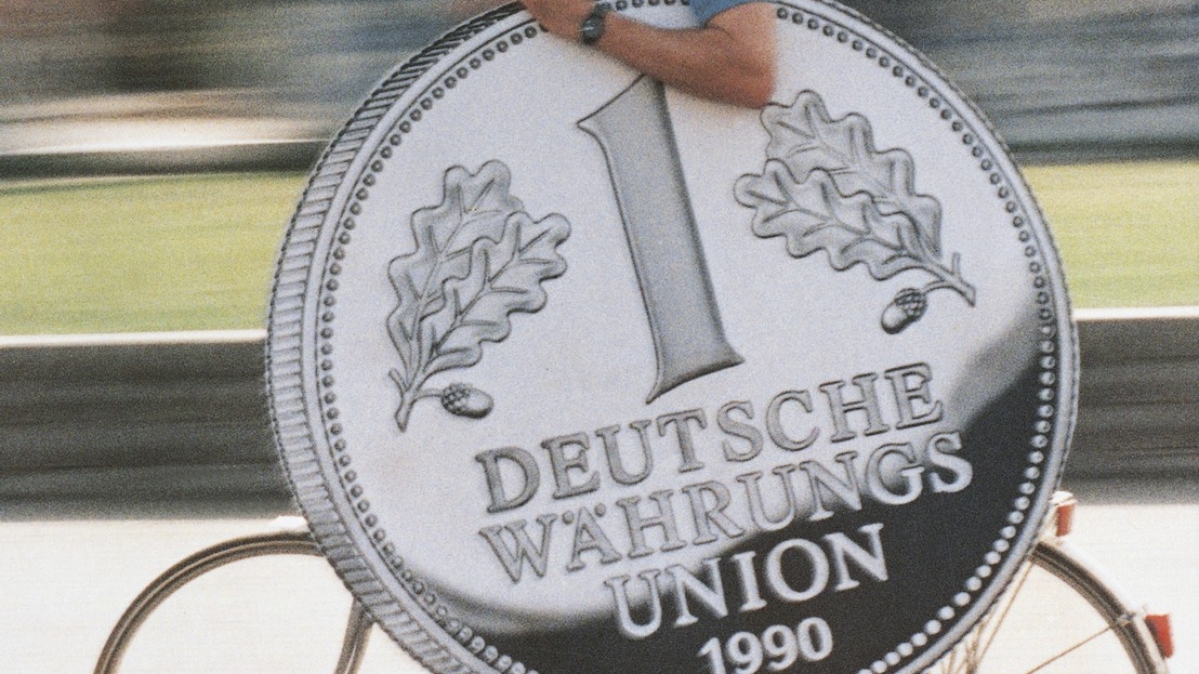 1
DEUTSCHE
WÄHRUNGS
UNION
1990